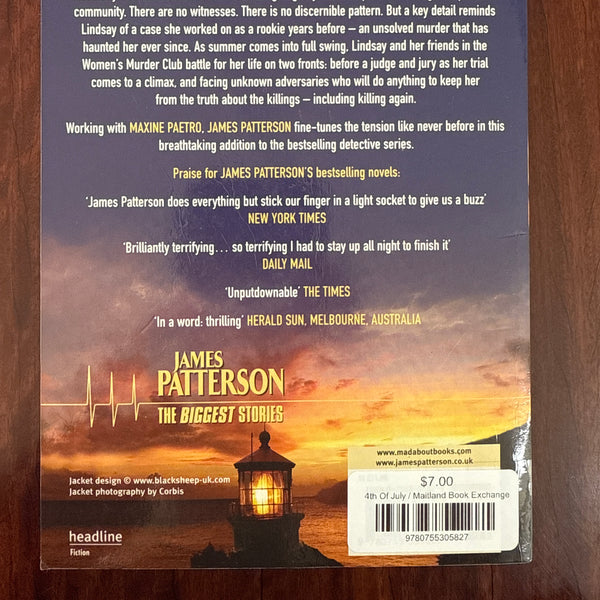 community. There are no witnesses. There is no discernible pattern. But a key detail reminds
Lindsay of a case she worked on as a rookie years before – an unsolved murder that has
haunted her ever since. As summer comes into full swing, Lindsay and her friends in the
Women's Murder Club battle for her life on two fronts: before a judge and jury as her trial
comes to a climax, and facing unknown adversaries who will do anything to keep her
from the truth about the killings – including killing again.
Working with MAXINE PAETRO, JAMES PATTERSON fine-tunes the tension like never before in this
breathtaking addition to the bestselling detective series.
Praise for JAMES PATTERSON'S bestselling novels:
'James Patterson does everything but stick our finger in a light socket to give us a buzz'
NEW YORK TIMES
'Brilliantly terrifying... so terrifying I had to stay up all night to finish it'
DAILY MAIL
'Unputdownable' THE TIMES
'In a word: thrilling' HERALD SUN, MELBOURNE, AUSTRALIA
JAMES
PATTERSON
THE BIGGEST STORIES
www.madaboutbooks.com
www.jamespatterson.co.uk
Jacket design © www.blacksheep-uk.com
Jacket photography by Corbis
$7.00
4th Of July / Maitland Book Exchange
9780755305827
headline
Fiction